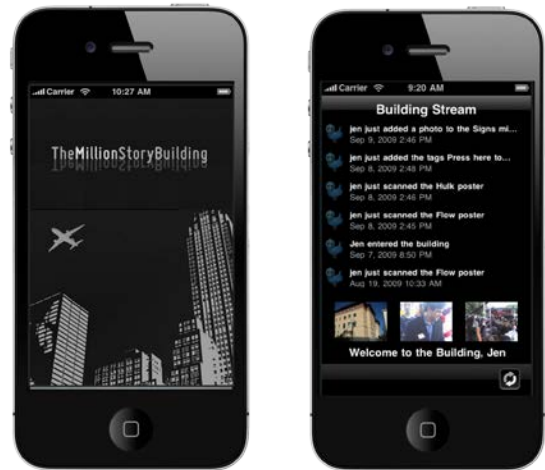 Carrier 10:27 AM
TheMillionStoryBuilding
Carrier 9:20 AM
Building Stream
jen just added a photo to the Signs mi...
Sep 9, 2009 2:46 PM
jen just added the tags Press here to...
Sep 8, 2009 2:48 PM
jen just scanned the Hulk poster
Sep 8, 2009 2:46 PM
jen just scanned the Flow poster
Sep 8, 2009 2:45 PM
Jen entered the building
Sep 7, 2009 8:50 PM
jen just scanned the Flow poster
Aug 19, 2009 10:33 AM
Welcome to the Building, Jen